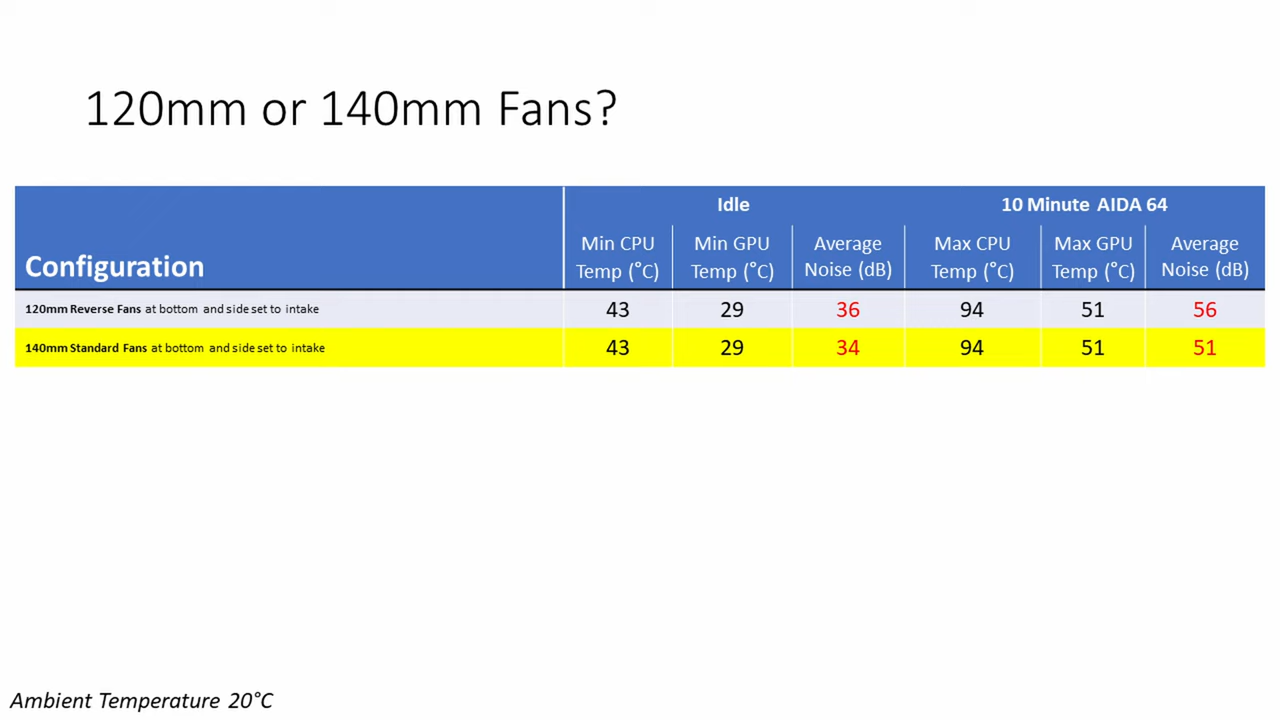 120mm or 140mm Fans?
Idle
10 Minute AIDA 64
Configuration
Min CPU
Temp (°C)
Min GPU
Temp (°C)
Average
Noise (dB)
Max CPU
Temp (°C)
Max GPU
Temp (°C)
Average
Noise (dB)
120mm Reverse Fans at bottom and side set to intake 43 29 36 94 51 56
140mm Standard Fans at bottom and side set to intake 43 29 34 94 51 51
Ambient Temperature 20°C